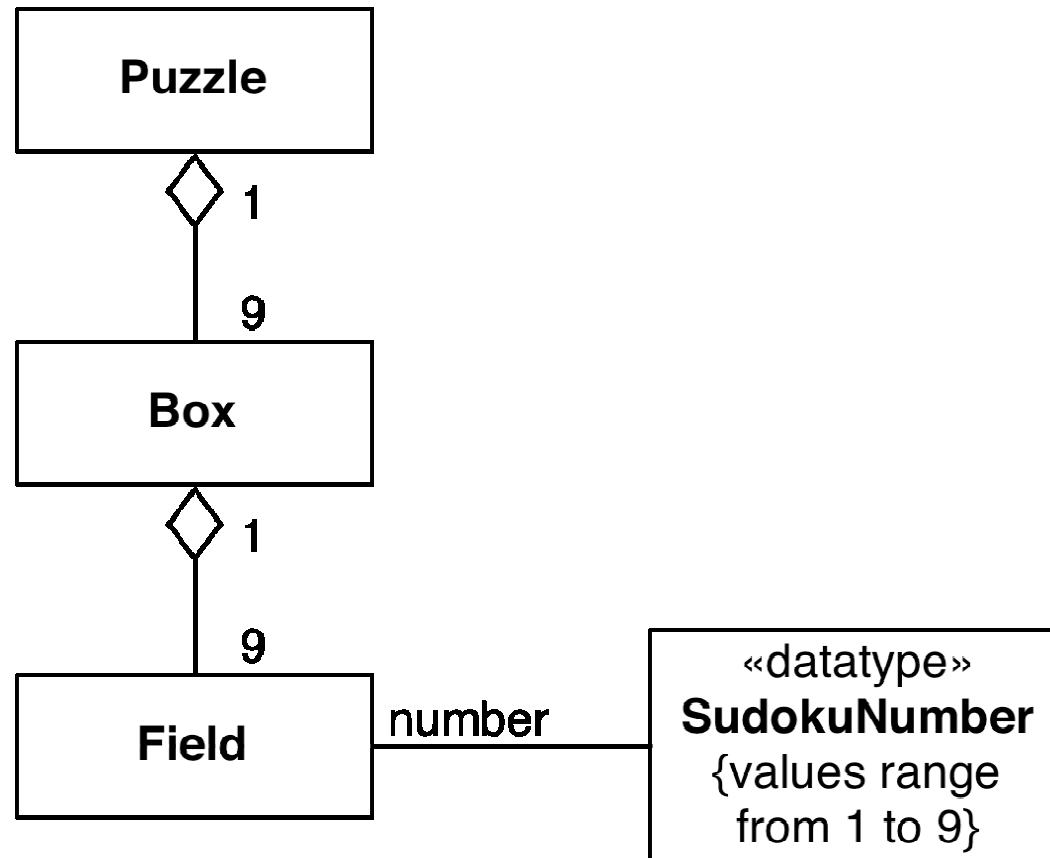 Puzzle
1
9
Box
1
9
Field
number
«datatype»
SudokuNumber
{values range
from 1 to 9}